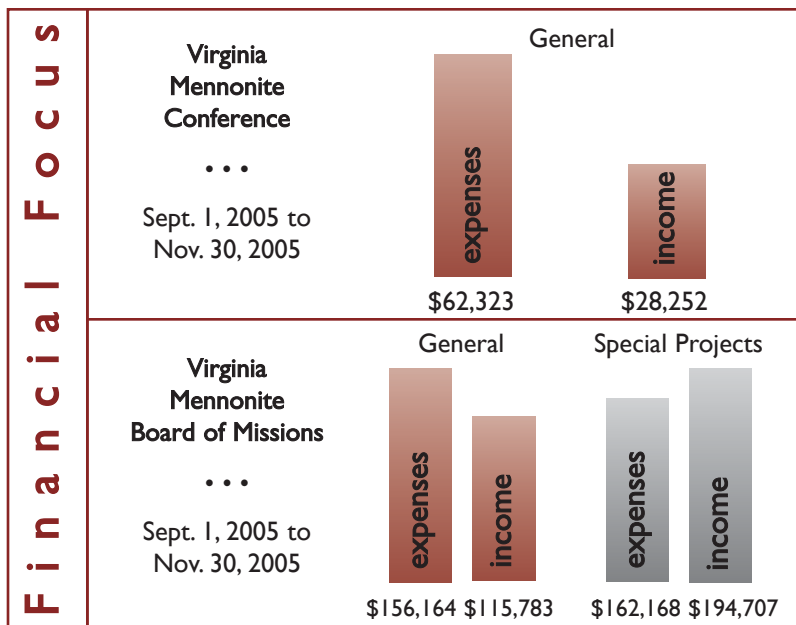 Financial Focus
Virginia
Mennonite
Conference
• • •
Sept. 1, 2005 to
Nov. 30, 2005
General
expenses
income
$62,323
$28,252
Virginia
Mennonite
Board of Missions
• • •
Sept. 1, 2005 to
Nov. 30, 2005
General
expenses
income
$156,164
$115,783
Special Projects
expenses
income
$162,168
$194,707